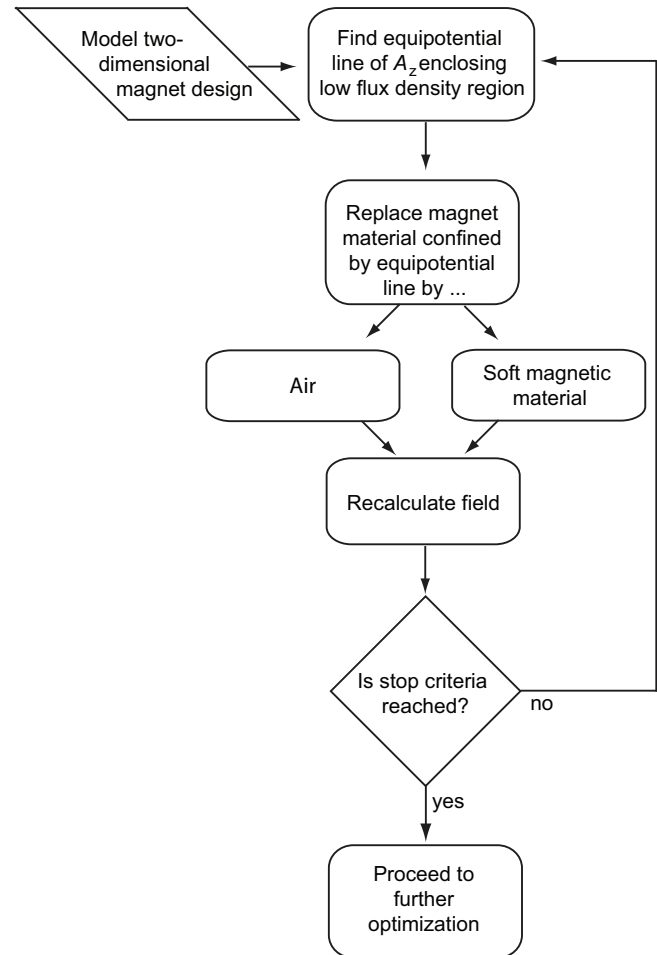 Model two-
dimensional
magnet design
Find equipotential
line of Az enclosing
low flux density region
Replace magnet
material confined
by equipotential
line by ...
Air
Soft magnetic
material
Recalculate field
Is stop criteria
reached?
no
yes
Proceed to
further
optimization